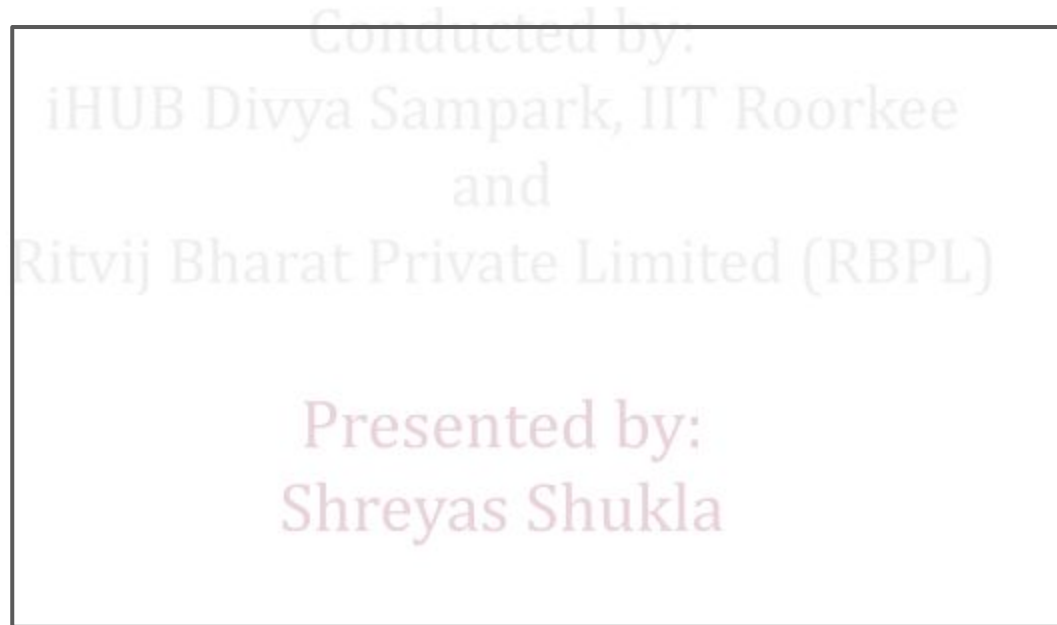 Conducted by:
iHUB Divya Sampark, IIT Roorkee
and
Ritvij Bharat Private Limited (RBPL)
Presented by:
Shreyas Shukla